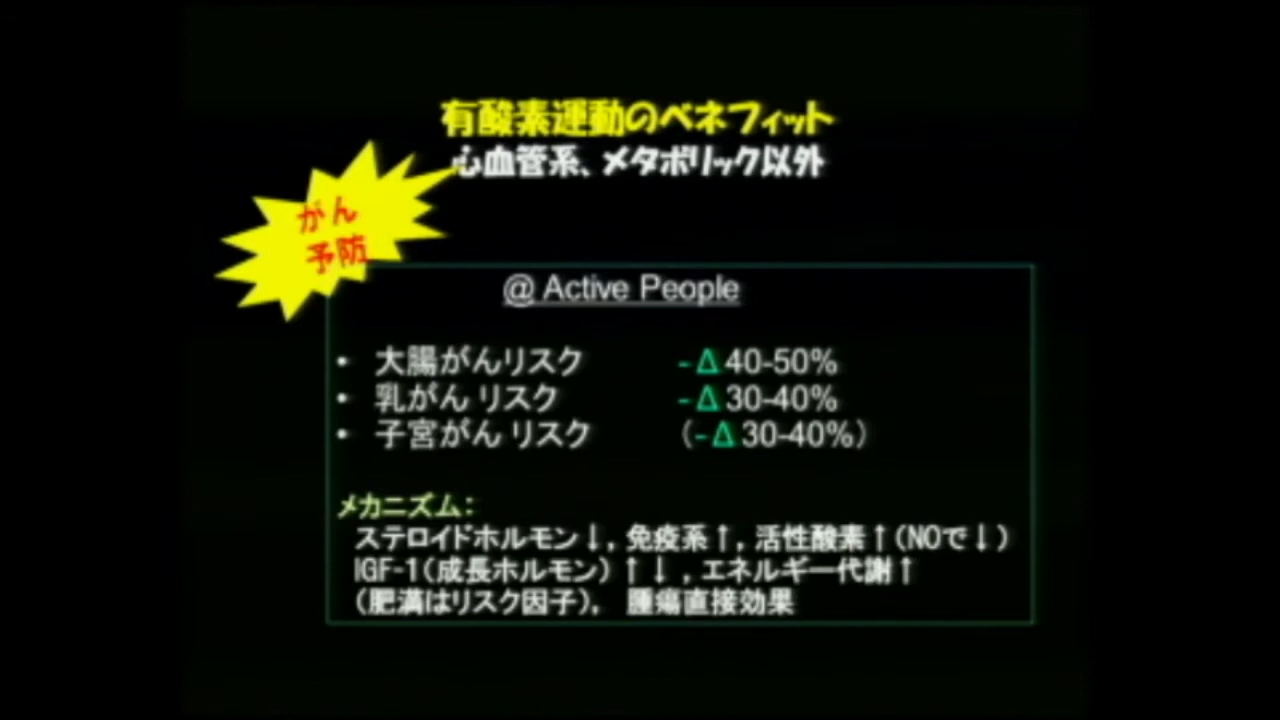 有酸素運動のベネフィット
心血管系、メタボリック以外
がん
予防
@ Active People
• 大腸がんリスク -Δ40-50%
• 乳がん リスク -Δ30-40%
• 子宮がん リスク (-Δ30-40%)
メカニズム:
ステロイドホルモン↓, 免疫系↑, 活性酸素↑(NOで↓)
IGF-1(成長ホルモン)↑↓, エネルギー代謝↑
(肥満はリスク因子), 腫瘍直接効果